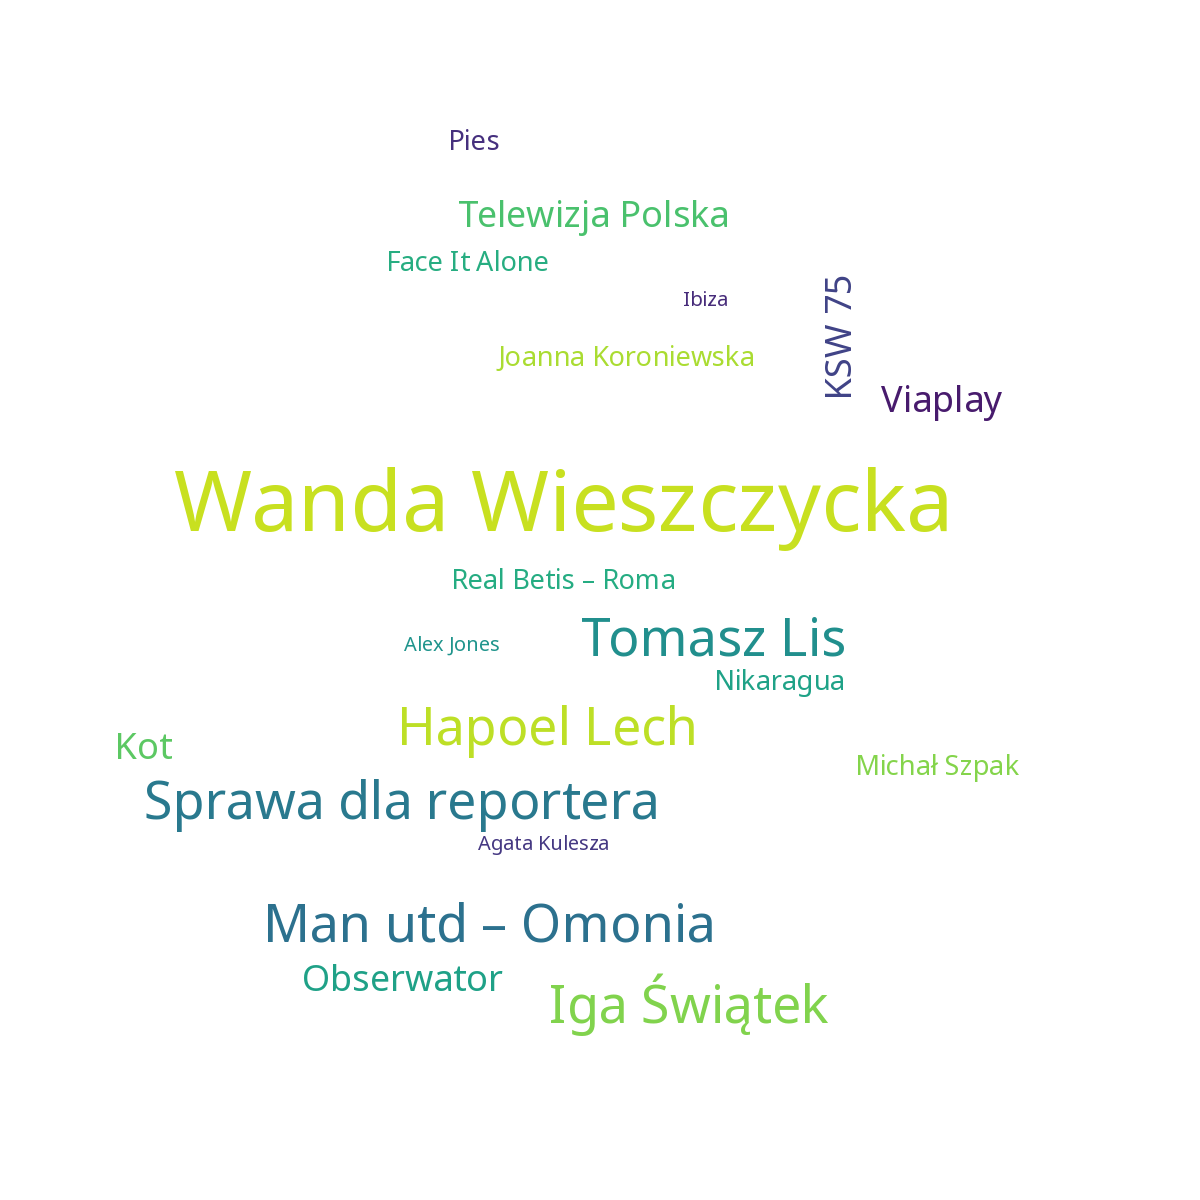 Pies
Telewizja Polska
Face It Alone
Ibiza
KSW 75
Joanna Koroniewska
Viaplay
Wanda Wieszczycka
Real Betis – Roma
Tomasz Lis
Alex Jones
Nikaragua
Hapoel Lech
Kot
Michał Szpak
Sprawa dla reportera
Agata Kulesza
Man utd – Omonia
Obserwator
Iga Świątek